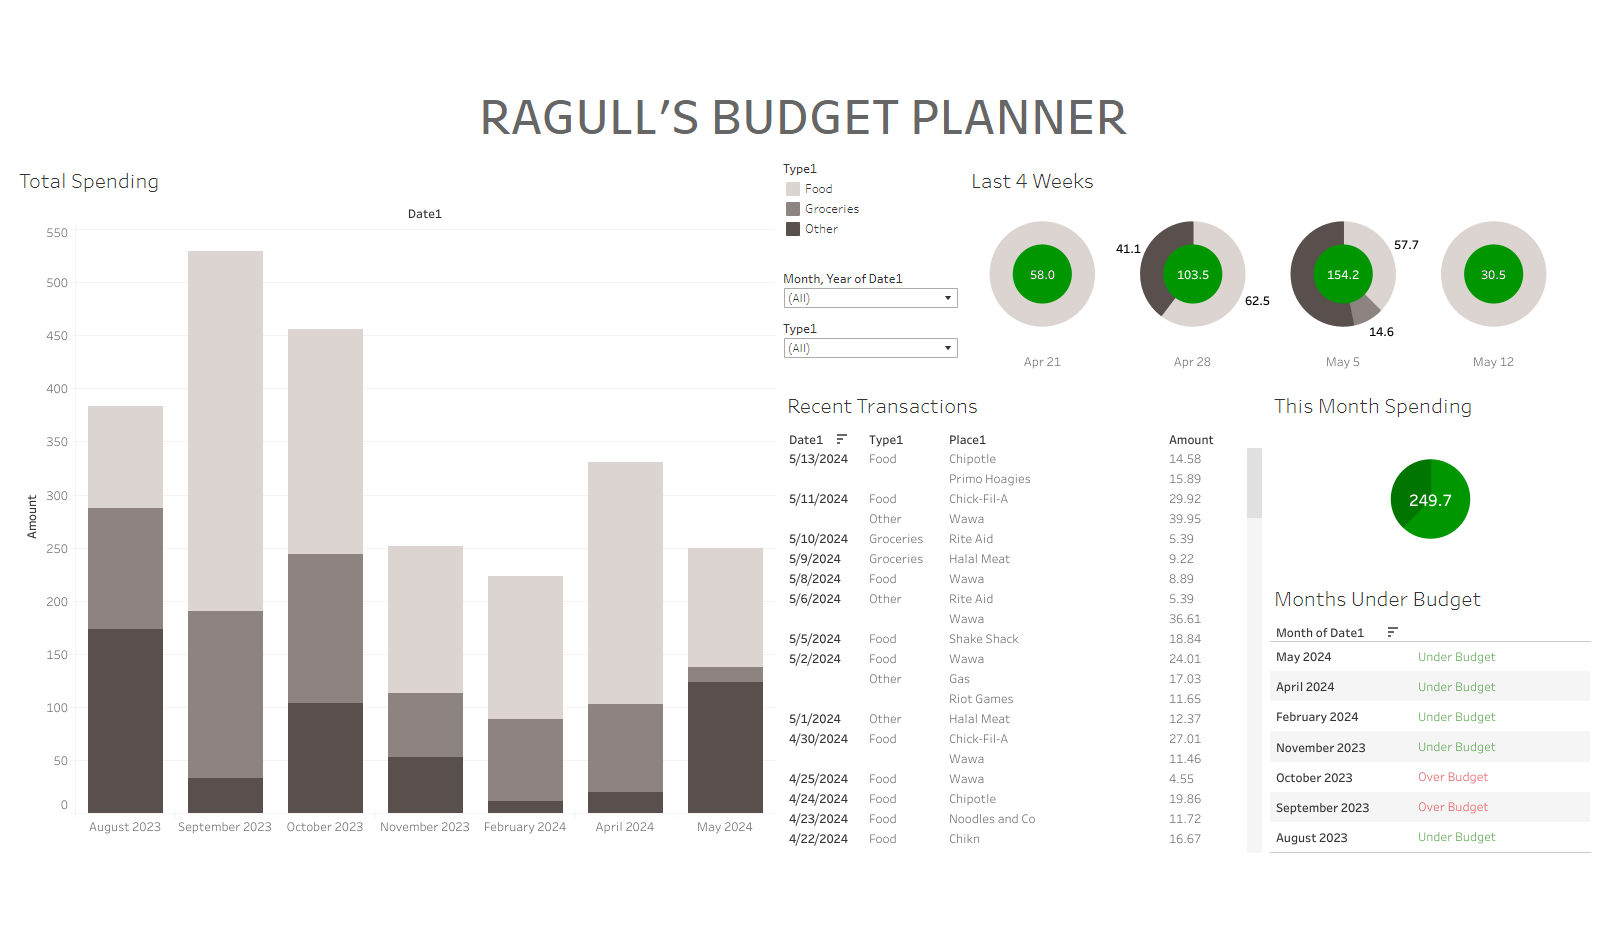 RAGULL'S BUDGET PLANNER
Total Spending
Date1
Amount
550
500
450
400
350
300
250
200
150
100
50
0
August 2023 September 2023 October 2023 November 2023 February 2024 April 2024 May 2024
Type1
Food
Groceries
Other
Month, Year of Date1
(All)
Type1
(All)
Last 4 Weeks
58.0
41.1 103.5 62.5
154.2 57.7 14.6
30.5
Apr 21 Apr 28 May 5 May 12
Recent Transactions
Date1 Type1 Place1 Amount
5/13/2024 Food Chipotle 14.58
Primo Hoagies 15.89
5/11/2024 Food Chick-Fil-A 29.92
Other Wawa 39.95
5/10/2024 Groceries Rite Aid 5.39
5/9/2024 Groceries Halal Meat 9.22
5/8/2024 Food Wawa 8.89
5/6/2024 Other Rite Aid 5.39
Wawa 36.61
5/5/2024 Food Shake Shack 18.84
5/2/2024 Food Wawa 24.01
Other Gas 17.03
Riot Games 11.65
5/1/2024 Other Halal Meat 12.37
4/30/2024 Food Chick-Fil-A 27.01
Wawa 11.46
4/25/2024 Food Wawa 4.55
4/24/2024 Food Chipotle 19.86
4/23/2024 Food Noodles and Co 11.72
4/22/2024 Food Chikn 16.67
This Month Spending
249.7
Months Under Budget
Month of Date1
May 2024 Under Budget
April 2024 Under Budget
February 2024 Under Budget
November 2023 Under Budget
October 2023 Over Budget
September 2023 Over Budget
August 2023 Under Budget